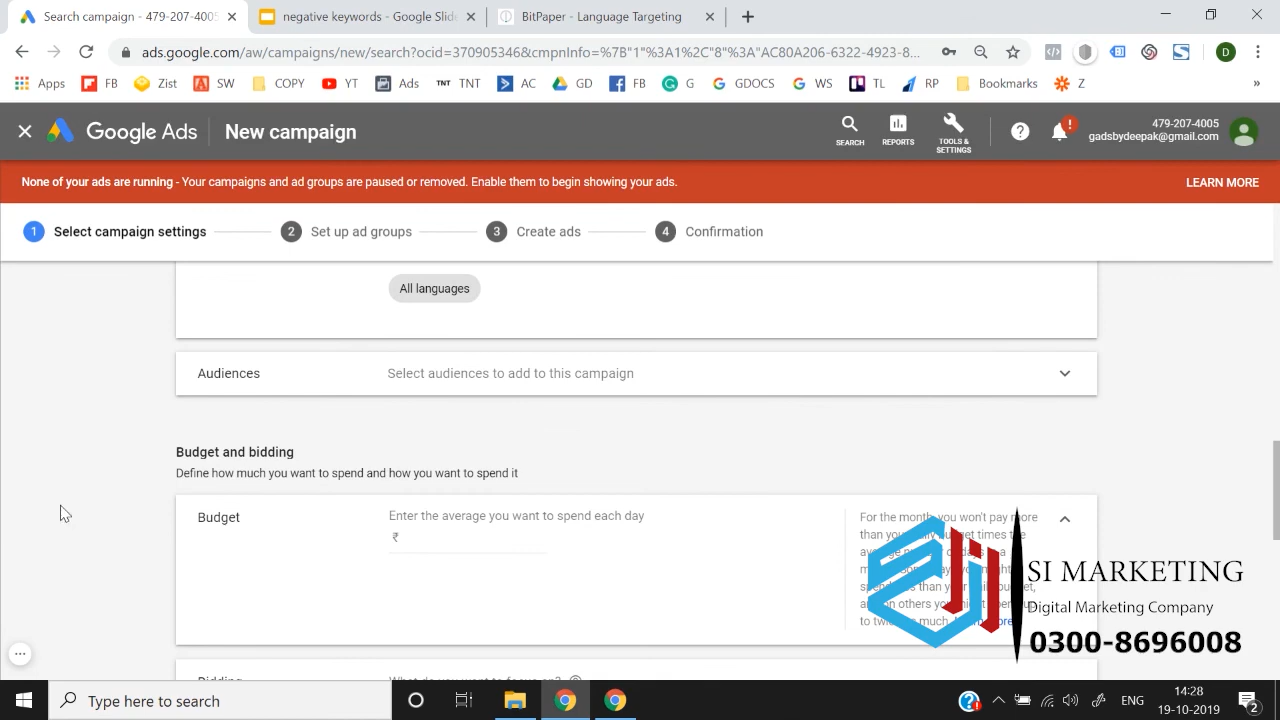 Search campaign - 479-207-4005
negative keywords - Google Slide
BitPaper - Language Targeting
ads.google.com/aw/campaigns/new/search?ocid=370905346&cmpnInfo=%7B"1"%3A1%2C"8"%3A"AC80A206-6322-4923-8...
D
Apps FB Zist SW COPYY YT Ads TNT TNT AC GD FB G GDOCS WS TL RP Bookmarks Z »
Google Ads New campaign
SEARCH REPORTS TOOLS & SETTINGS
479-207-4005
gadsbydeepak@gmail.com
None of your ads are running - Your campaigns and ad groups are paused or removed. Enable them to begin showing your ads. LEARN MORE
1 Select campaign settings 2 Set up ad groups 3 Create ads 4 Confirmation
All languages
Audiences Select audiences to add to this campaign
Budget and bidding
Define how much you want to spend and how you want to spend it
Budget Enter the average you want to spend each day
₹
For the month, you won't pay more
SI MARKETING
Digital Marketing Company
0300-8696008
Type here to search
ENG
14:28
19-10-2019
2